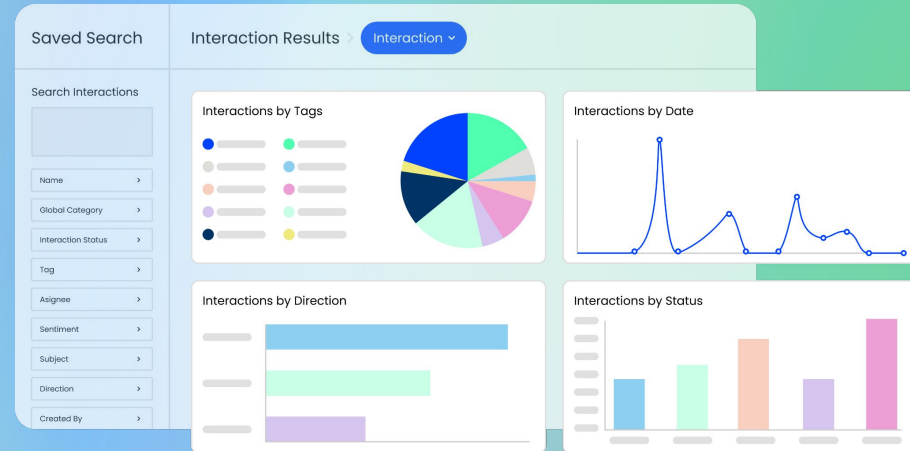 Saved Search
Interaction Results > Interaction
Search Interactions
Name
Global Category
Interaction Status
Tag
Asignee
Sentiment
Subject
Direction
Created By
Interactions by Tags
Interactions by Date
Interactions by Direction
Interactions by Status